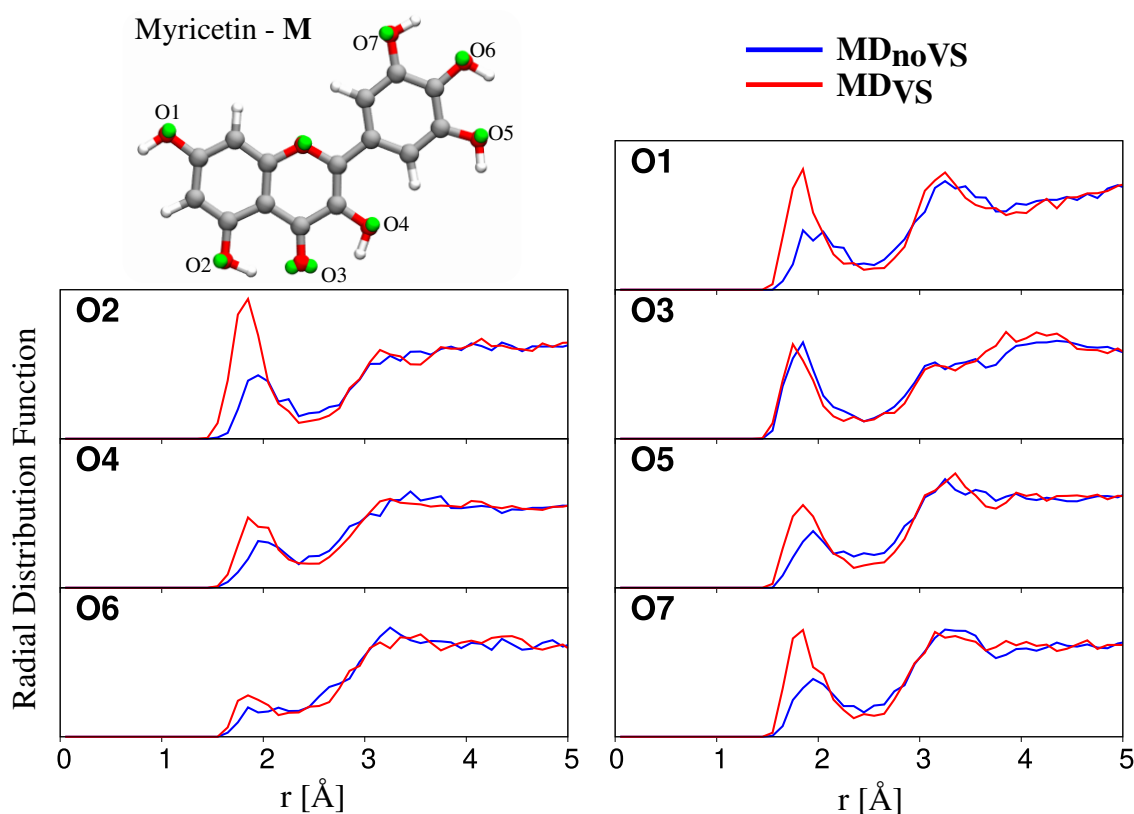 Myricetin - M
O7
O6
O1
O5
O4
O2
O3
MDnoVS
MDVS
O1
O2
O3
O4
O5
O6
O7
Radial Distribution Function
0 1 2 3 4 5
0 1 2 3 4 5
r [Å]
r [Å]